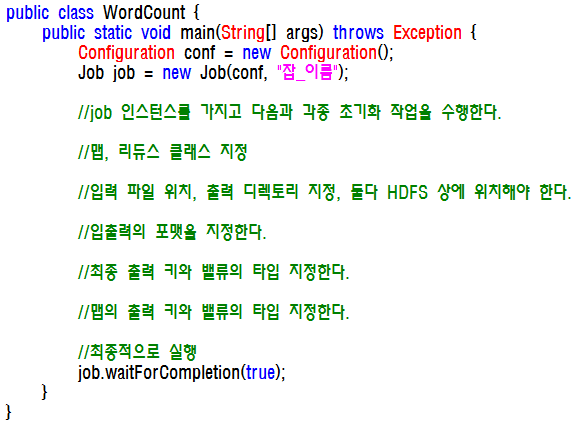 public class WordCount {
public static void main(String[] args) throws Exception {
Configuration conf = new Configuration();
Job job = new Job(conf, "잡_이름");
//job 인스턴스를 가지고 다음과 각종 초기화 작업을 수행한다.
//맵, 리듀스 클래스 지정
//입력 파일 위치, 출력 디렉토리 지정, 둘다 HDFS 상에 위치해야 한다.
//입출력의 포맷을 지정한다.
//최종 출력 키와 밸류의 타입 지정한다.
//맵의 출력 키와 밸류의 타입 지정한다.
//최종적으로 실행
job.waitForCompletion(true);
}
}